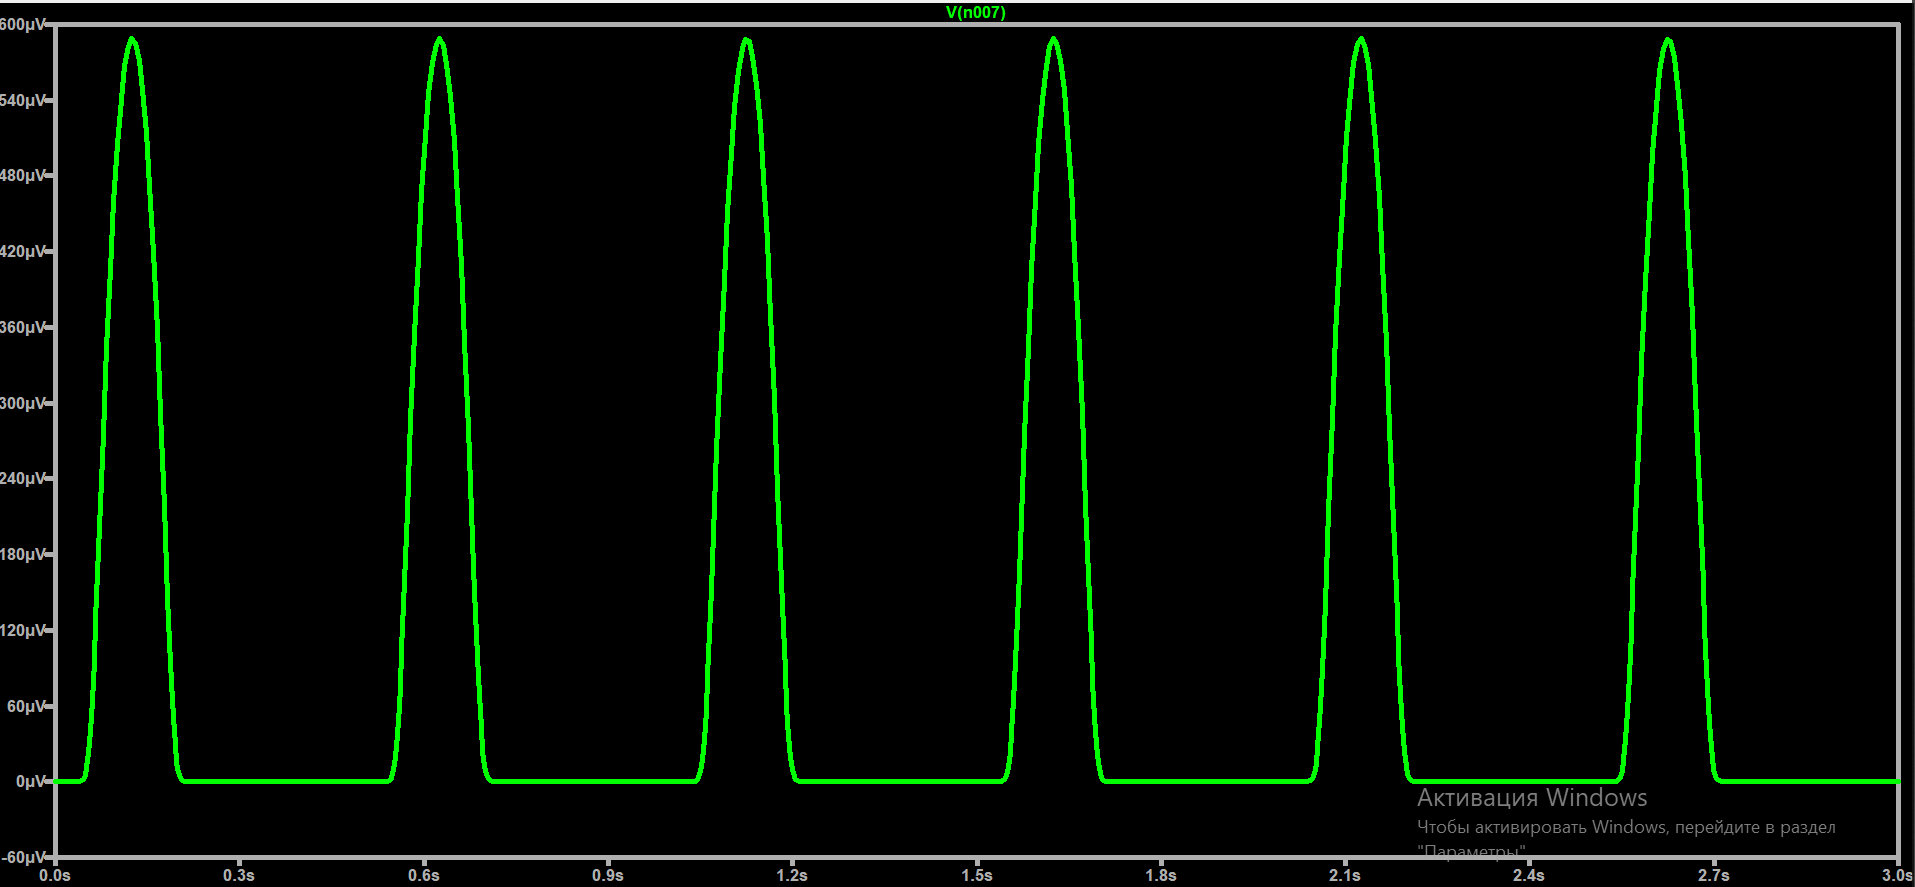 V(n007)
600µV
540µV
480µV
420µV
360µV
300µV
240µV
180µV
120µV
60µV
0µV
-60µV
0.0s 0.3s 0.6s 0.9s 1.2s 1.5s 1.8s 2.1s 2.4s 2.7s 3.0s
Активация Windows
Чтобы активировать Windows, перейдите в раздел
"Параметры"